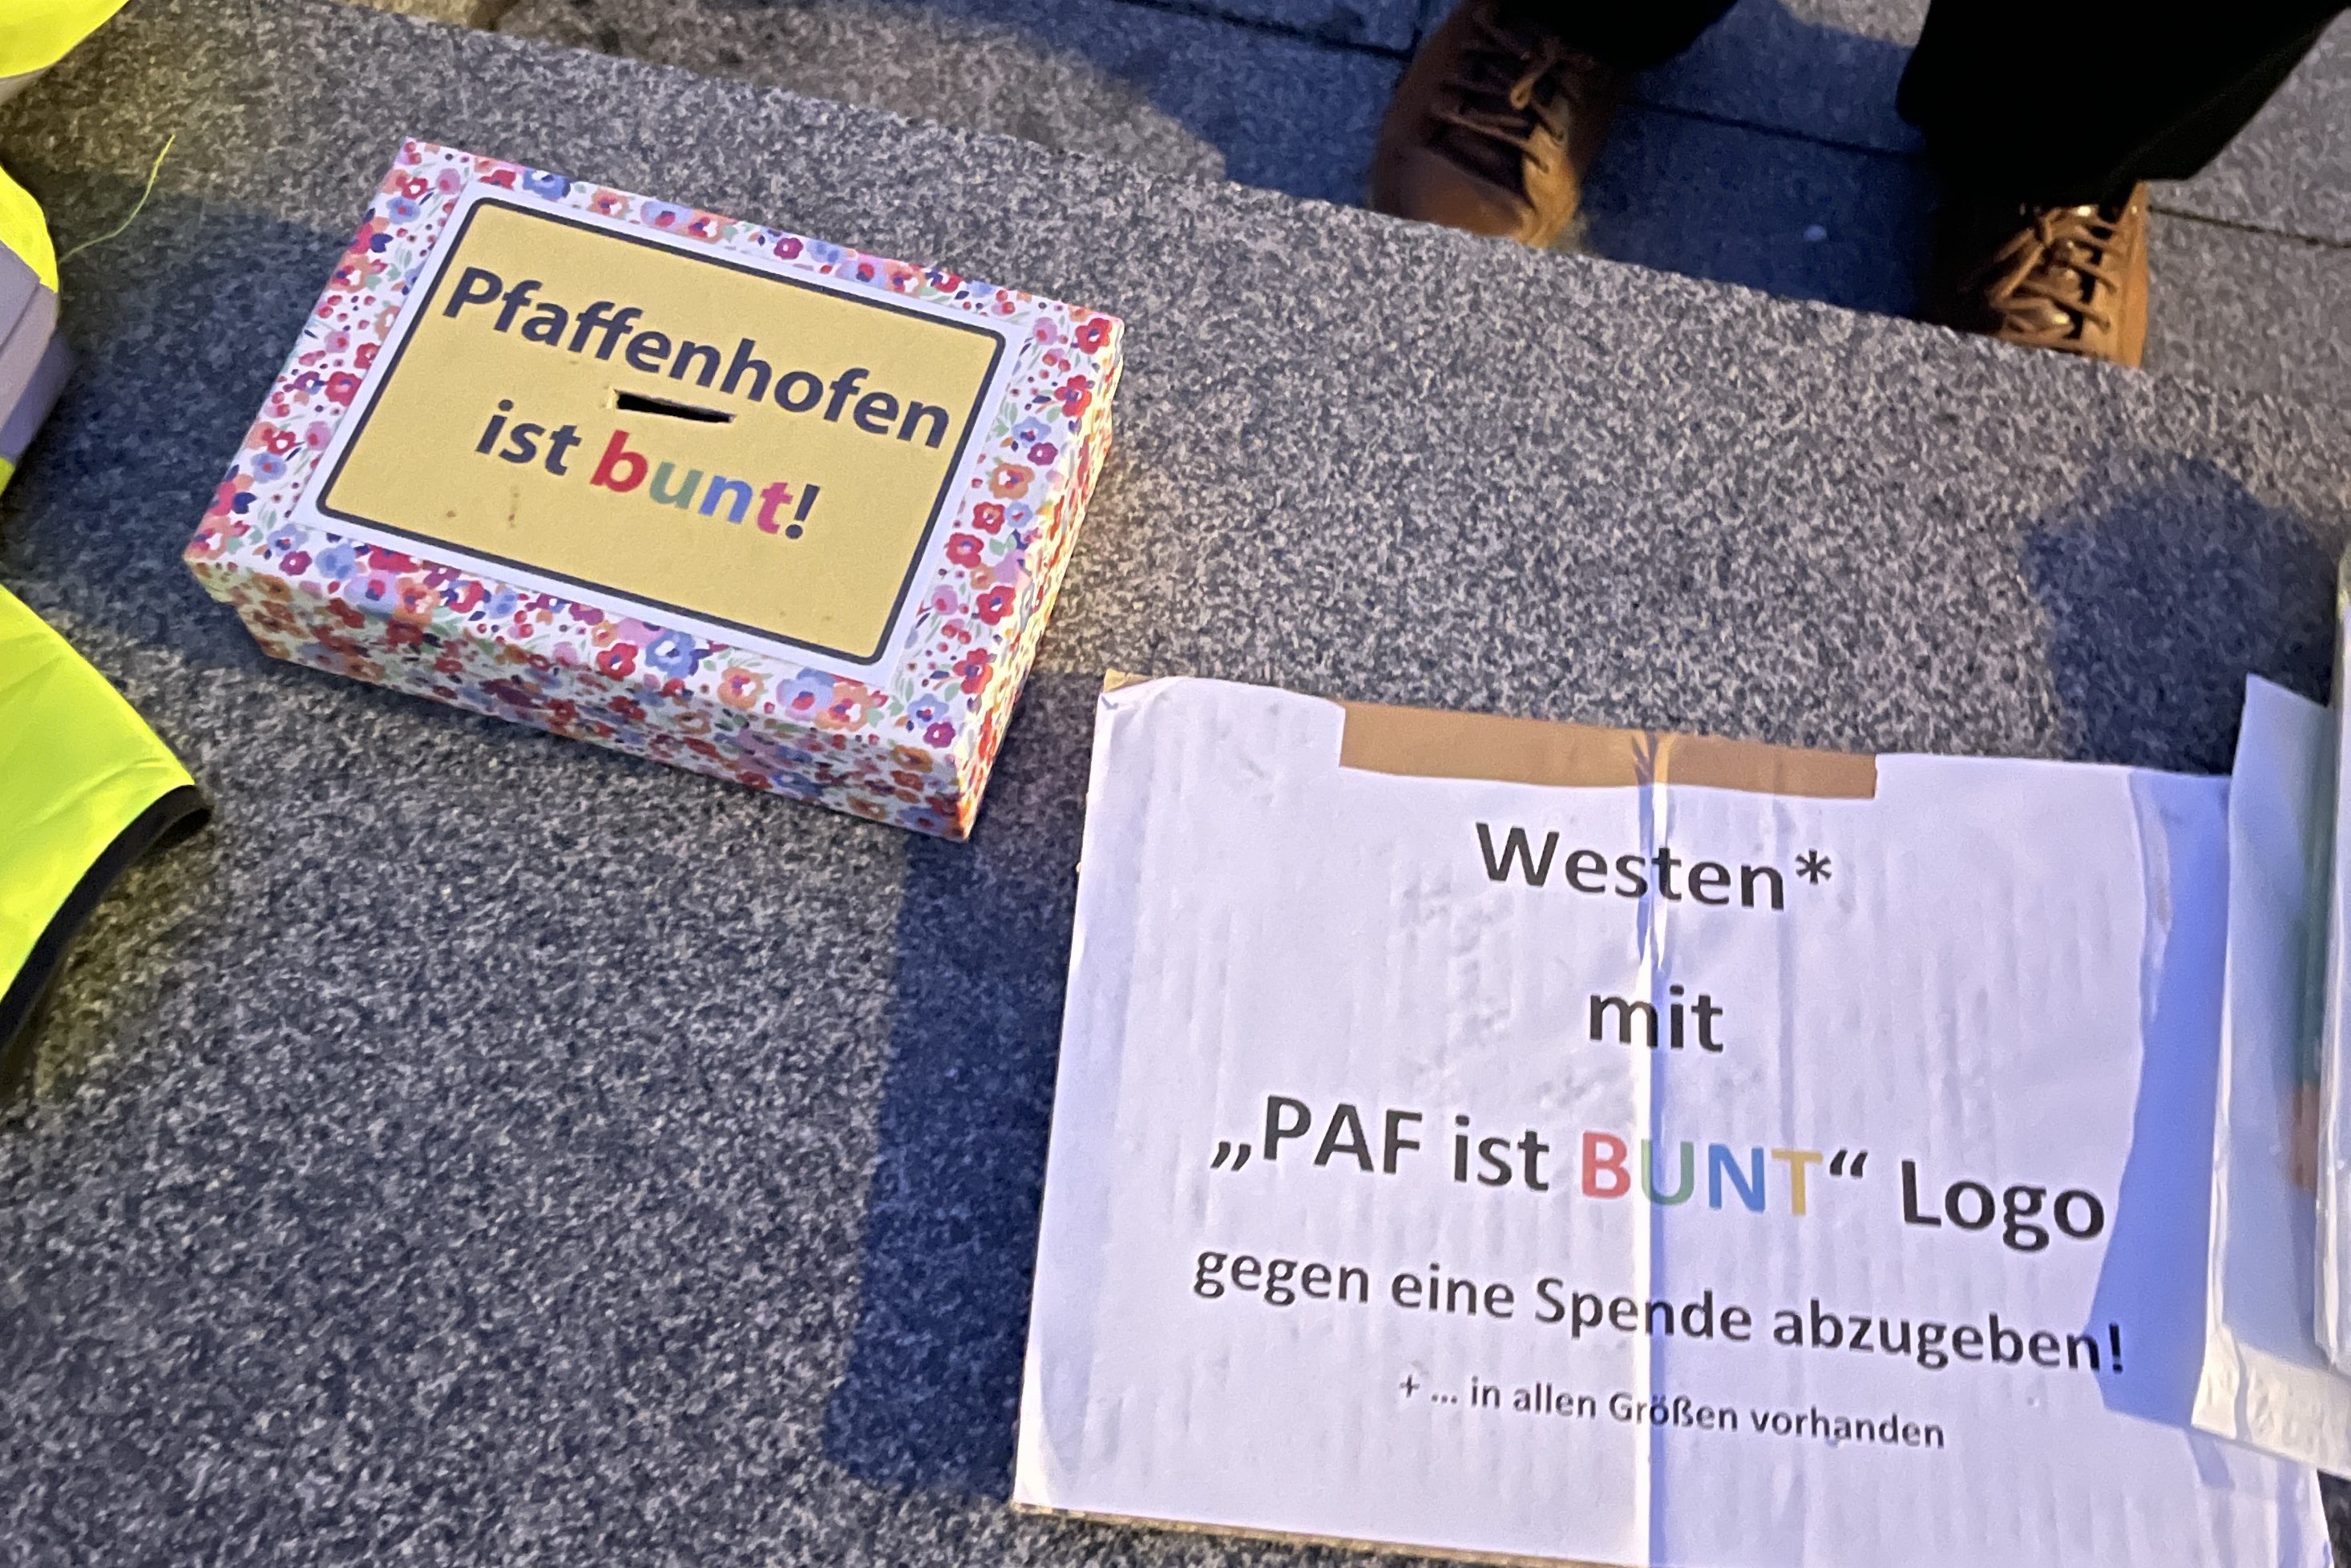 Pfaffenhofen
ist bunt!
Westen*
mit
„PAF ist BUNT“ Logo
gegen eine Spende abzugeben!
+ ... in allen Größen vorhanden